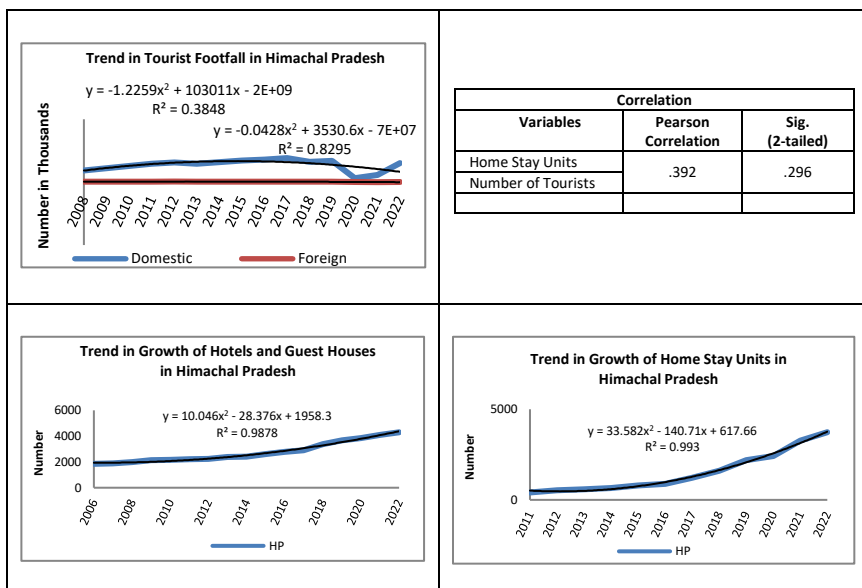 Trend in Tourist Footfall in Himachal Pradesh
y = -1.2259x² + 103011x - 2E+09
R² = 0.3848
y = -0.0428x² + 3530.6x - 7E+07
R² = 0.8295
Number in Thousands
2008 2009 2010 2011 2012 2013 2014 2015 2016 2017 2018 2019 2020 2021 2022
Domestic Foreign
Correlation
Variables Pearson Correlation Sig. (2-tailed)
Home Stay Units .392 .296
Number of Tourists
Trend in Growth of Hotels and Guest Houses
in Himachal Pradesh
y = 10.046x² - 28.376x + 1958.3
R² = 0.9878
Number
6000
4000
2000
0
2006 2008 2010 2012 2014 2016 2018 2020 2022
HP
Trend in Growth of Home Stay Units in
Himachal Pradesh
y = 33.582x² - 140.71x + 617.66
R² = 0.993
Number
5000
0
2011 2012 2013 2014 2015 2016 2017 2018 2019 2020 2021 2022
HP